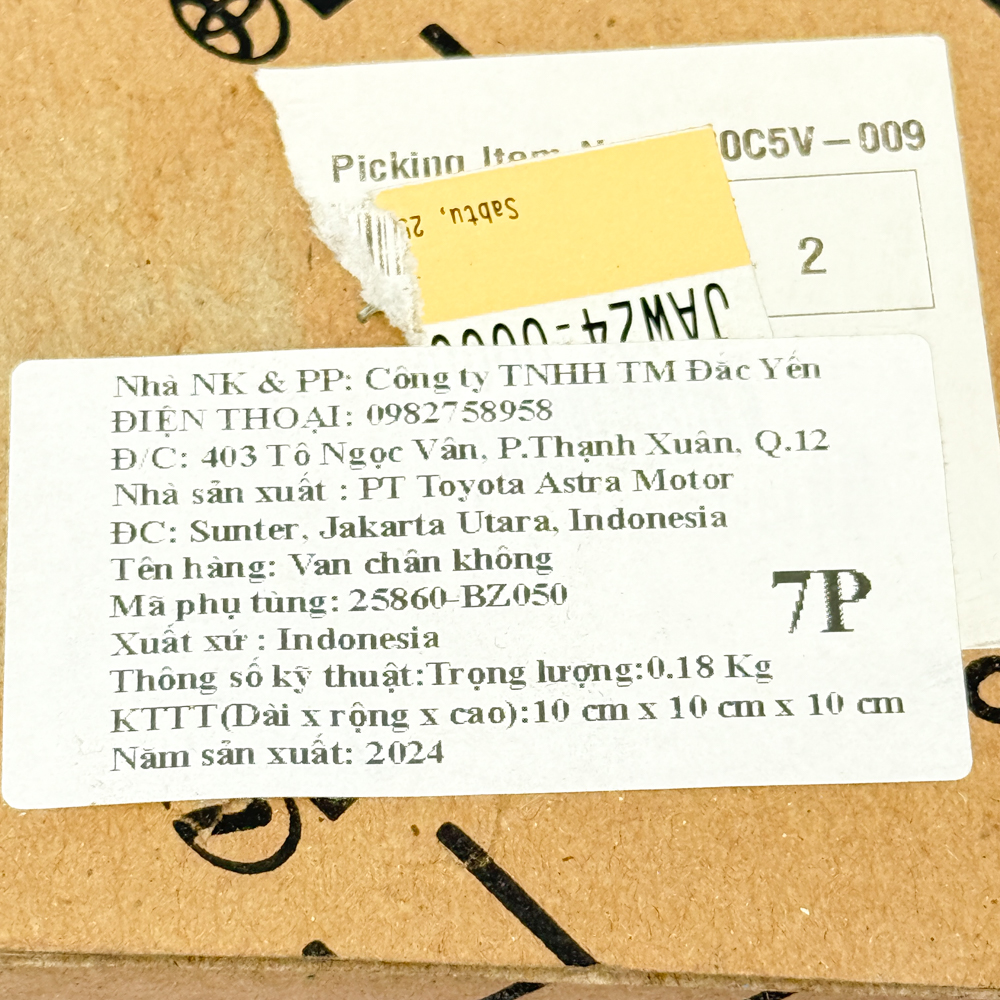 Picking Item 0C5V-009
2
Sabtu, 25
JAW24-000
Nhà NK & PP: Công ty TNHH TM Đắc Yến
ĐIỆN THOẠI: 0982758958
Đ/C: 403 Tô Ngọc Vân, P.Thạnh Xuân, Q.12
Nhà sản xuất : PT Toyota Astra Motor
ĐC: Sunter, Jakarta Utara, Indonesia
Tên hàng: Van chân không
Mã phụ tùng: 25860-BZ050
7P
Xuất xứ : Indonesia
Thông số kỹ thuật:Trọng lượng:0.18 Kg
KTTT(Dài x rộng x cao):10 cm x 10 cm x 10 cm
Năm sản xuất: 2024